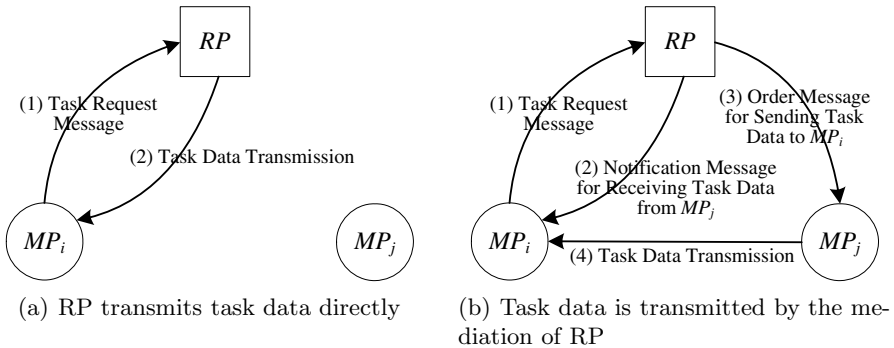 RP
(1) Task Request
Message
(2) Task Data Transmission
MPi
MPj
(a) RP transmits task data directly
RP
(1) Task Request
Message
(3) Order Message
for Sending Task
Data to MPi
(2) Notification Message
for Receiving Task Data
from MPj
MPi
MPj
(4) Task Data Transmission
(b) Task data is transmitted by the me-
diation of RP